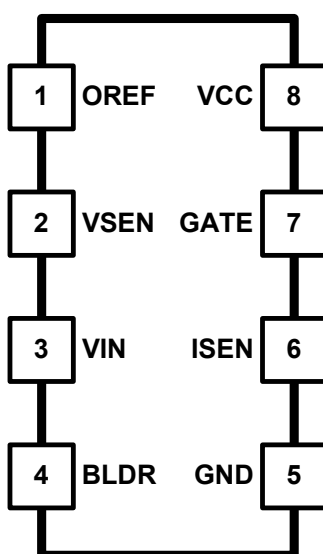 1 OREF VCC 8
2 VSEN GATE 7
3 VIN ISEN 6
4 BLDR GND 5